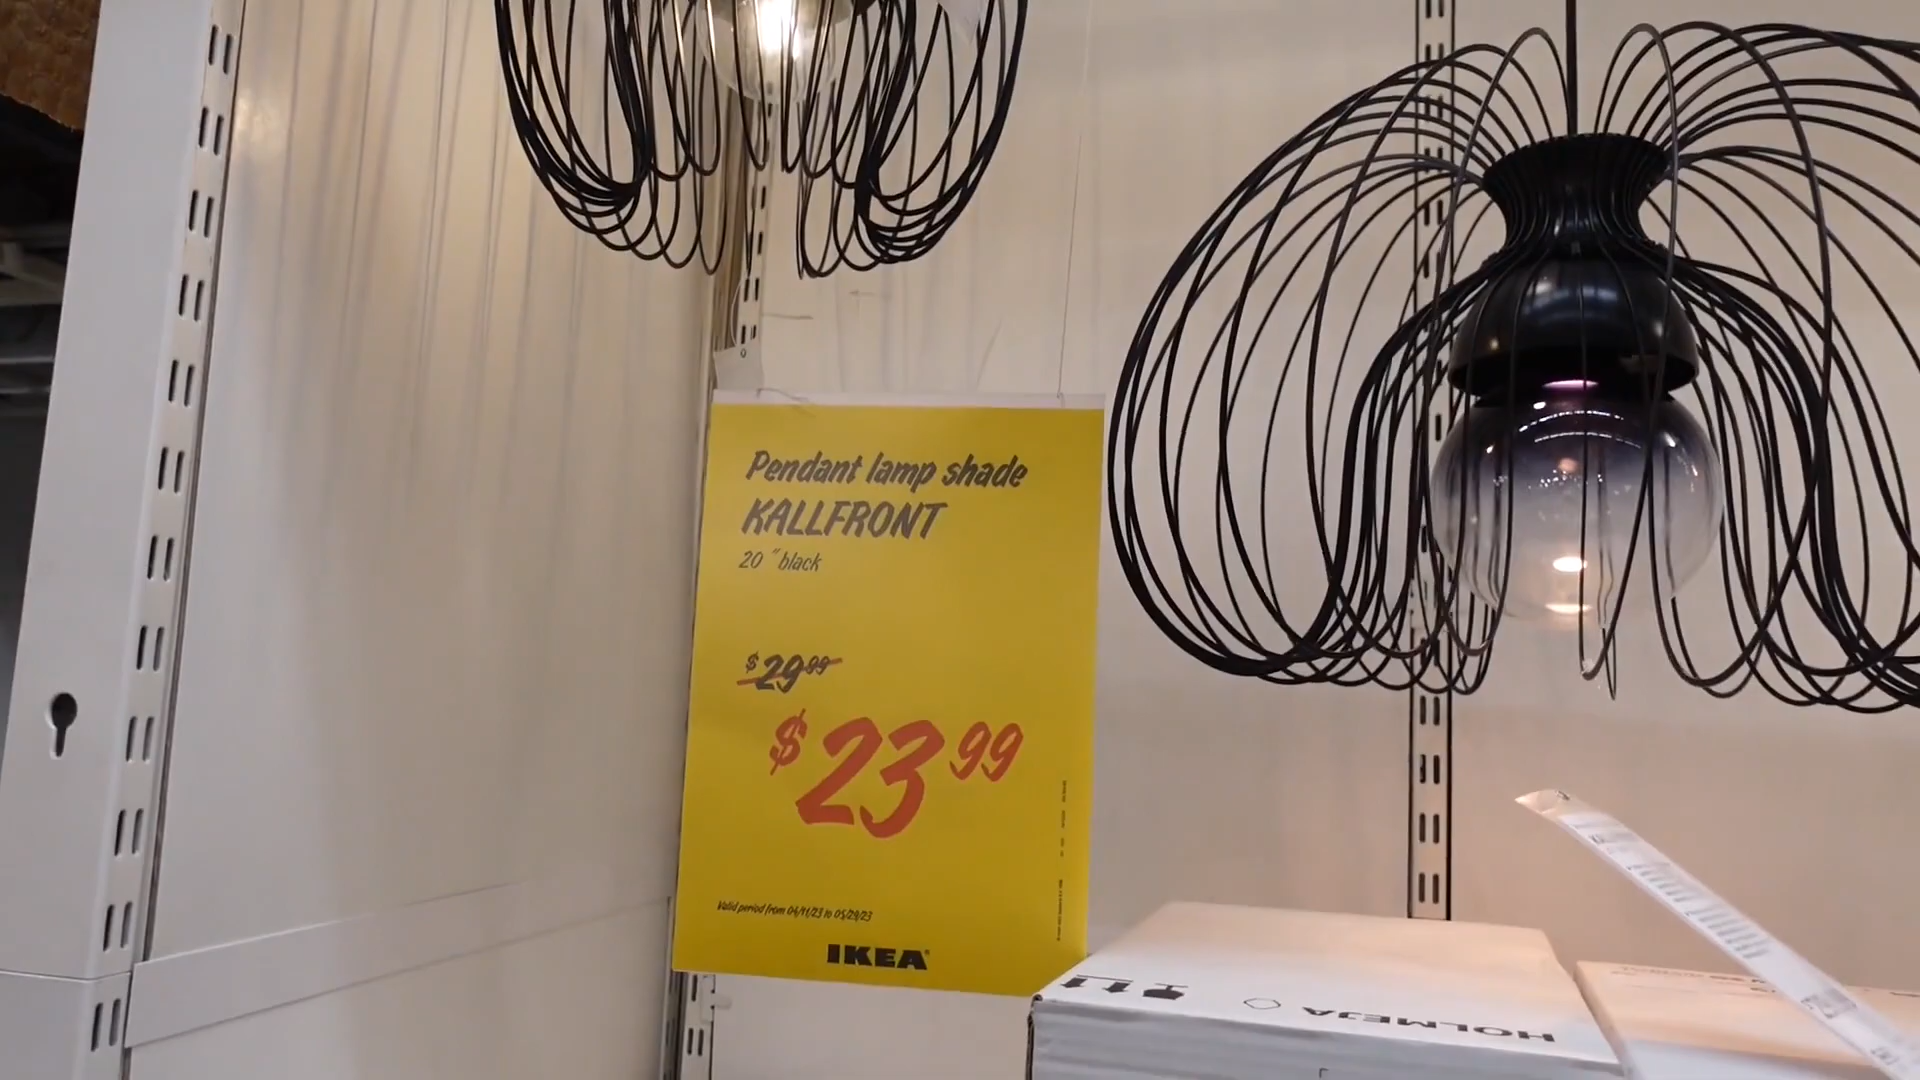 Pendant lamp shade
KALLFRONT
20" black
$29.99
$23.99
Valid period from 04/11/23 to 05/29/23
IKEA
HOLMEJA